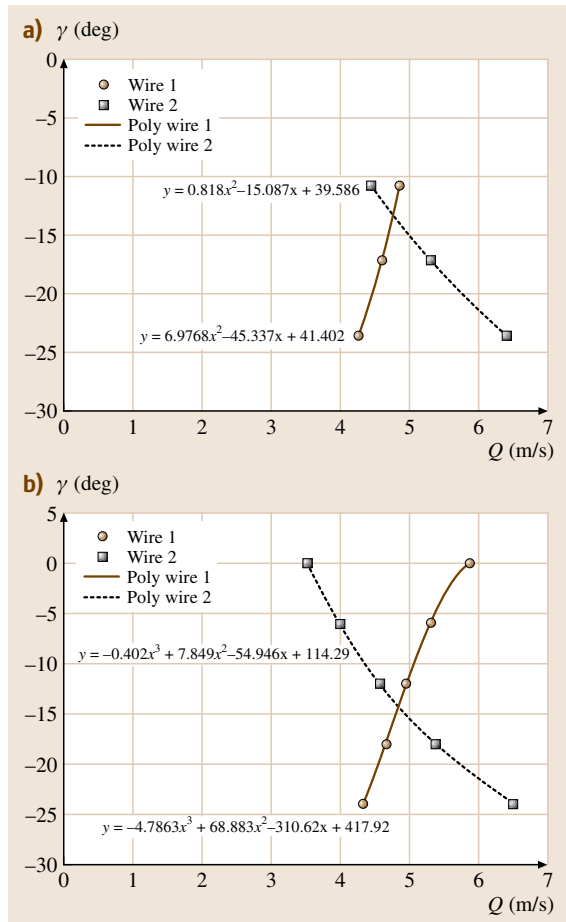 a) γ (deg)
0
Wire 1
Wire 2
–5
Poly wire 1
Poly wire 2
–10
y = 0.818x²–15.087x + 39.586
–15
–20
y = 6.9768x²–45.337x + 41.402
–25
–30
0 1 2 3 4 5 6 7
Q (m/s)
b) γ (deg)
5
Wire 1
0
Wire 2
Poly wire 1
Poly wire 2
–5
y = –0.402x³ + 7.849x²–54.946x + 114.29
–10
–15
–20
–25
y = –4.7863x³ + 68.883x²–310.62x + 417.92
–30
0 1 2 3 4 5 6 7
Q (m/s)